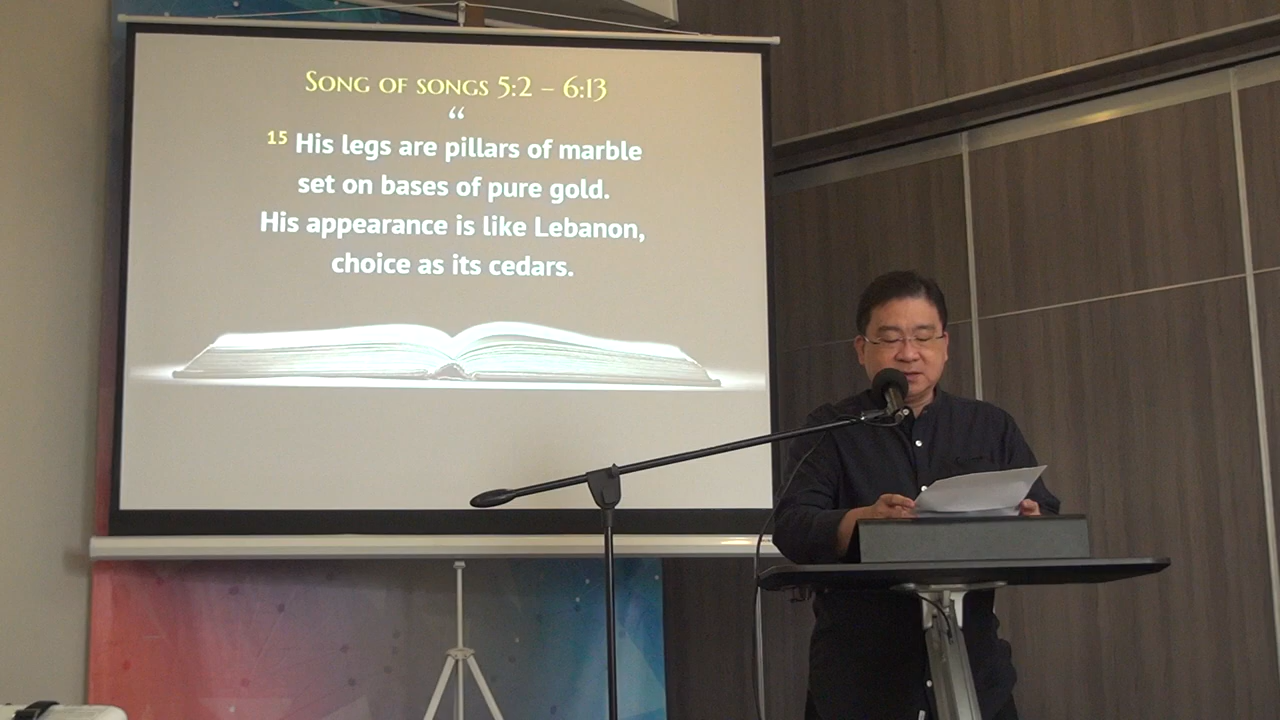 Song of songs 5:2 – 6:13
“
15 His legs are pillars of marble
set on bases of pure gold.
His appearance is like Lebanon,
choice as its cedars.